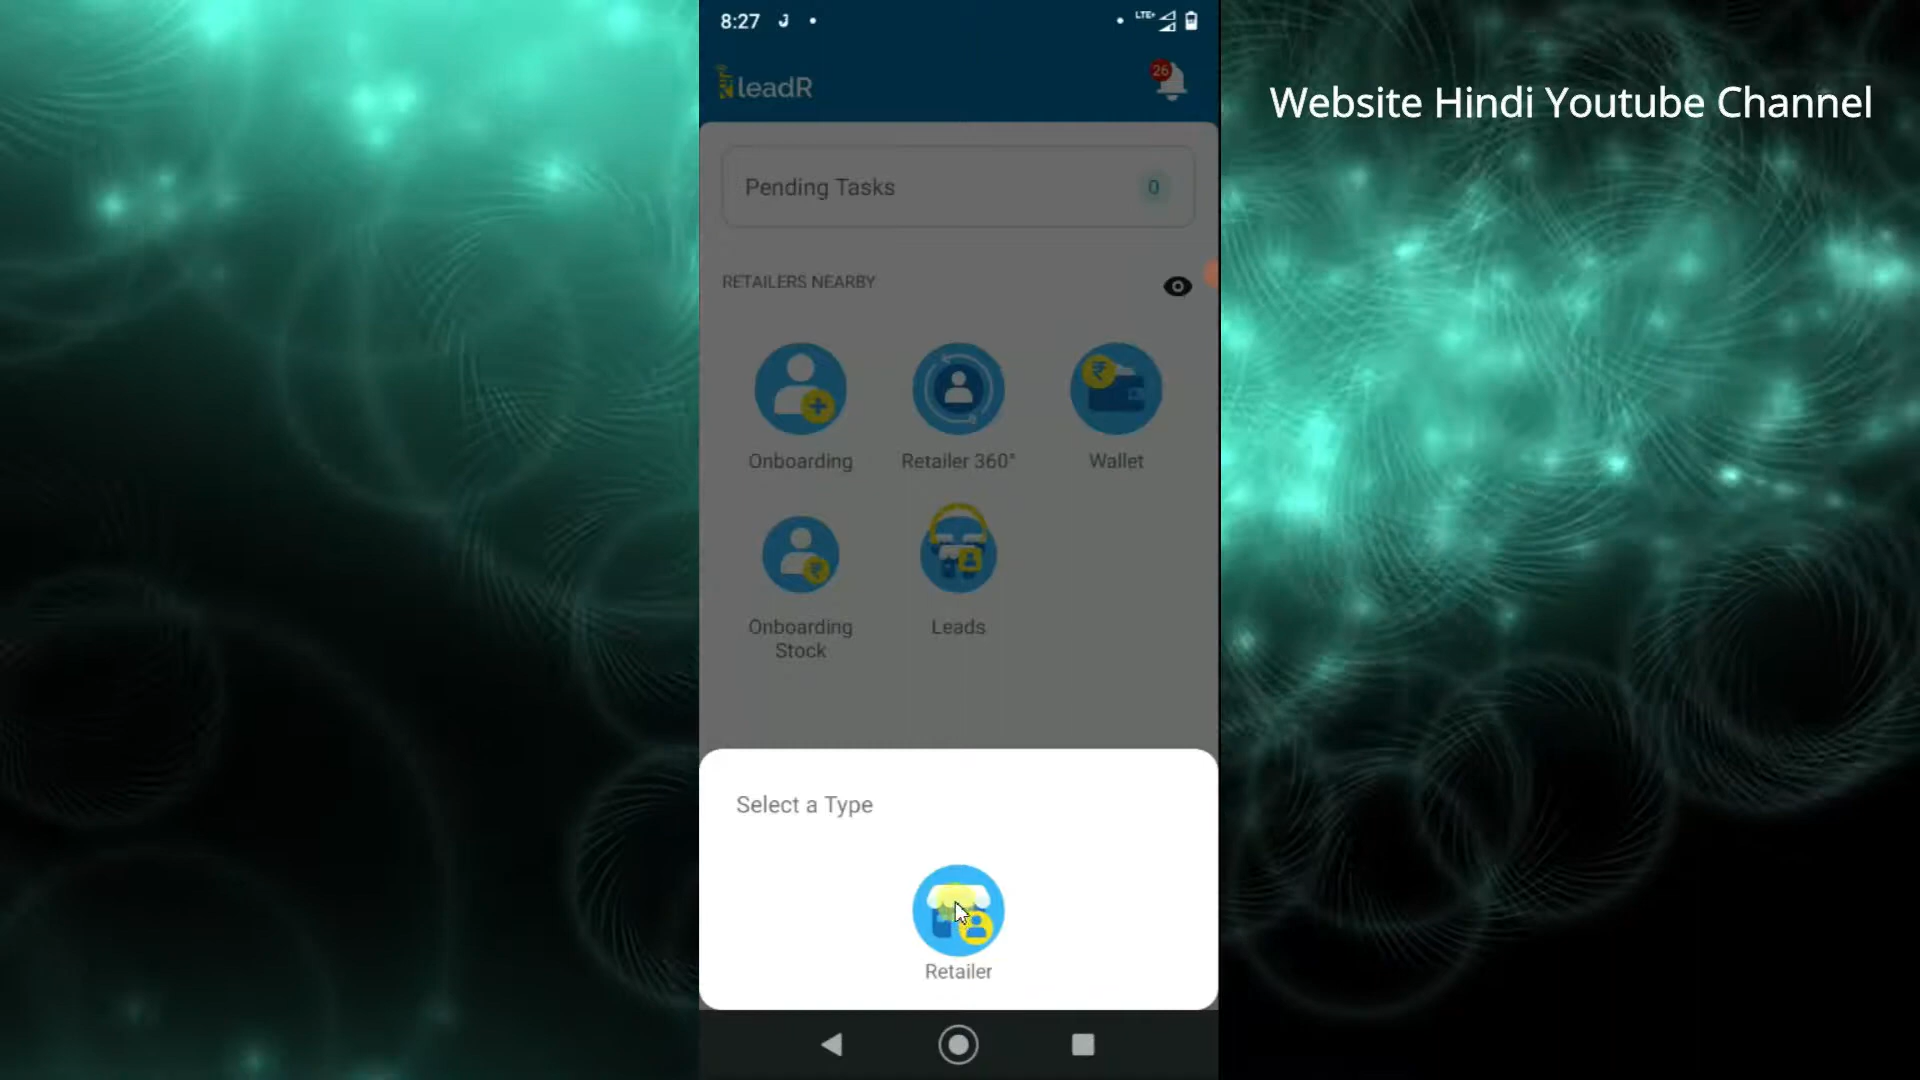 8:27
LTE+
leadR
26
Website Hindi Youtube Channel
Pending Tasks 0
RETAILERS NEARBY
Onboarding Retailer 360° Wallet
Onboarding Stock
Leads
Select a Type
Retailer